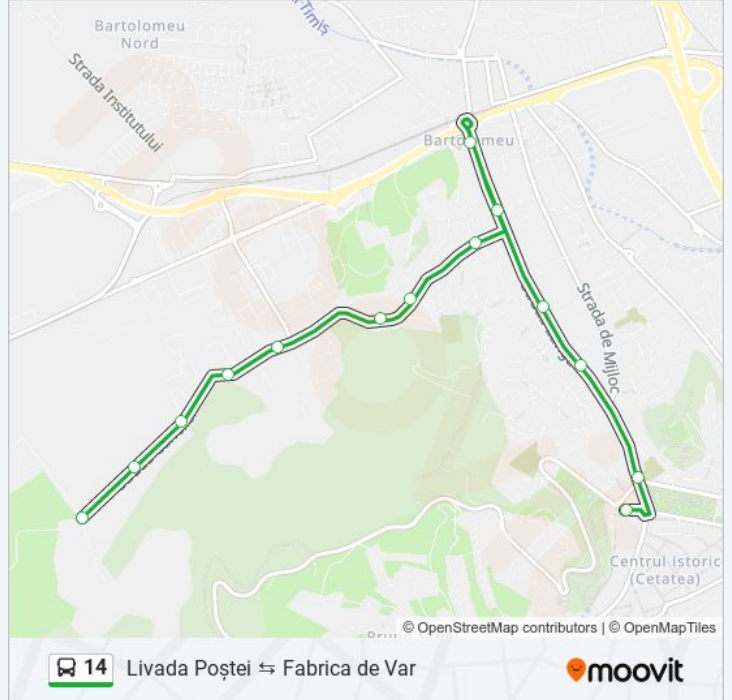 Bartolomeu
Nord
Timiș
Strada Institutului
Bartolomeu
Strada de Mijloc
Centrul istoric
(Cetatea)
© OpenStreetMap contributors | © OpenMapTiles
14 Livada Poștei ⇆ Fabrica de Var
moovit